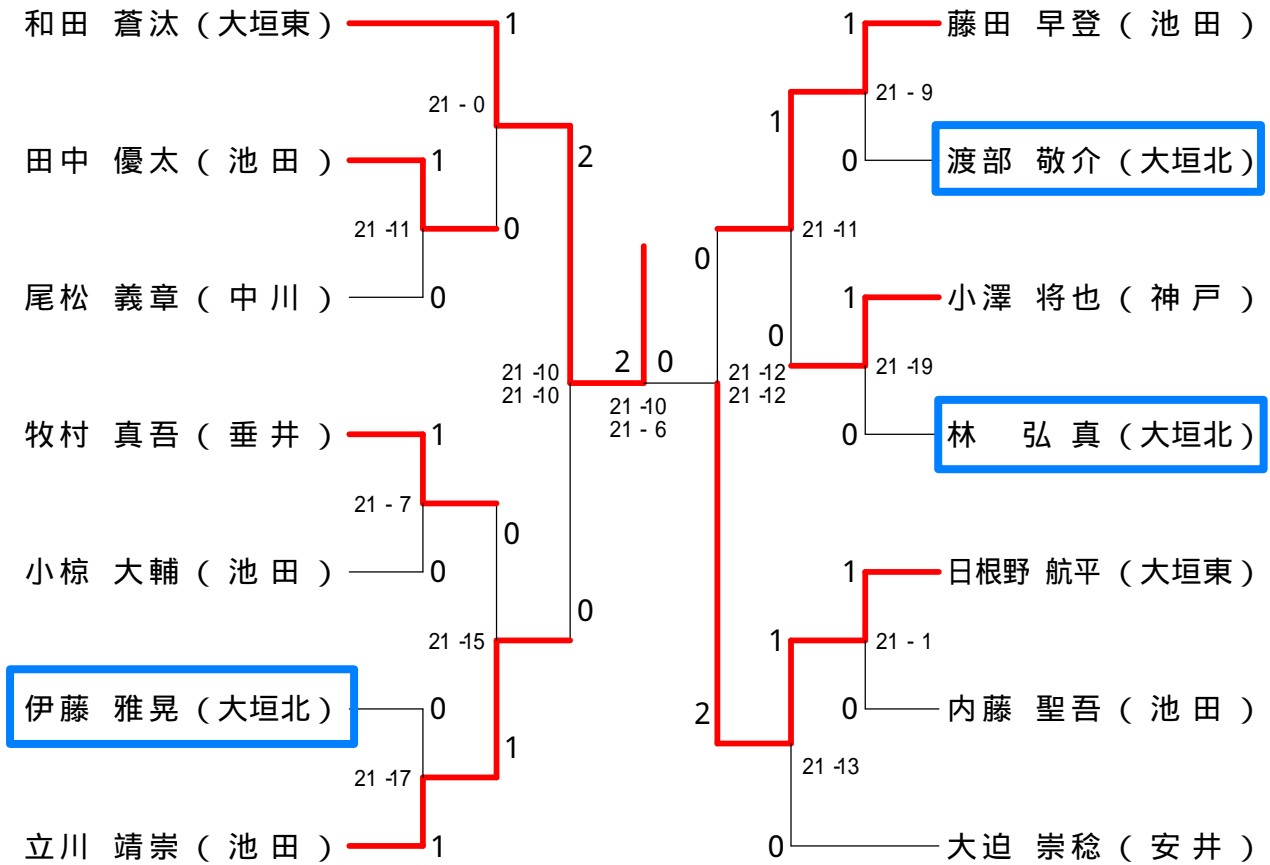 和田 蒼汰 (大垣東)
1
21 - 0
2
田中 優太 ( 池 田 )
1
21 -11
0
尾松 義章 ( 中 川 )
0
21 -10
21 -10
牧村 真吾 ( 垂 井 )
1
21 - 7
0
小椋 大輔 ( 池 田 )
0
0
21 -15
伊藤 雅晃 (大垣北)
0
1
21 -17
立川 靖崇 ( 池 田 )
1
2 0
21 -10
21 - 6
1
藤田 早登 ( 池 田 )
21 - 9
1
0
渡部 敬介 (大垣北)
0
21 -11
1
小澤 将也 ( 神 戸 )
0
21 -19
21 -12
21 -12
0
林 弘 真 (大垣北)
1
日根野 航平 (大垣東)
1
21 - 1
2
0
内藤 聖吾 ( 池 田 )
21 -13
0
大迫 崇稔 ( 安 井 )